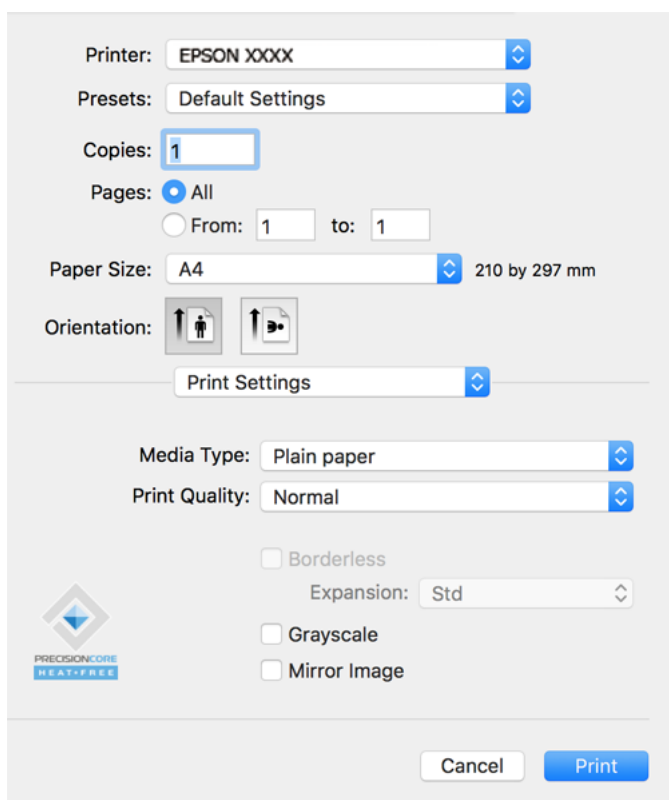 Printer: EPSON XXXX
Presets: Default Settings
Copies: 1
Pages: All
From: 1 to: 1
Paper Size: A4 210 by 297 mm
Orientation:
Print Settings
Media Type: Plain paper
Print Quality: Normal
Borderless
Expansion: Std
Grayscale
Mirror Image
PRECISIONCORE
HEAT•FREE
Cancel Print